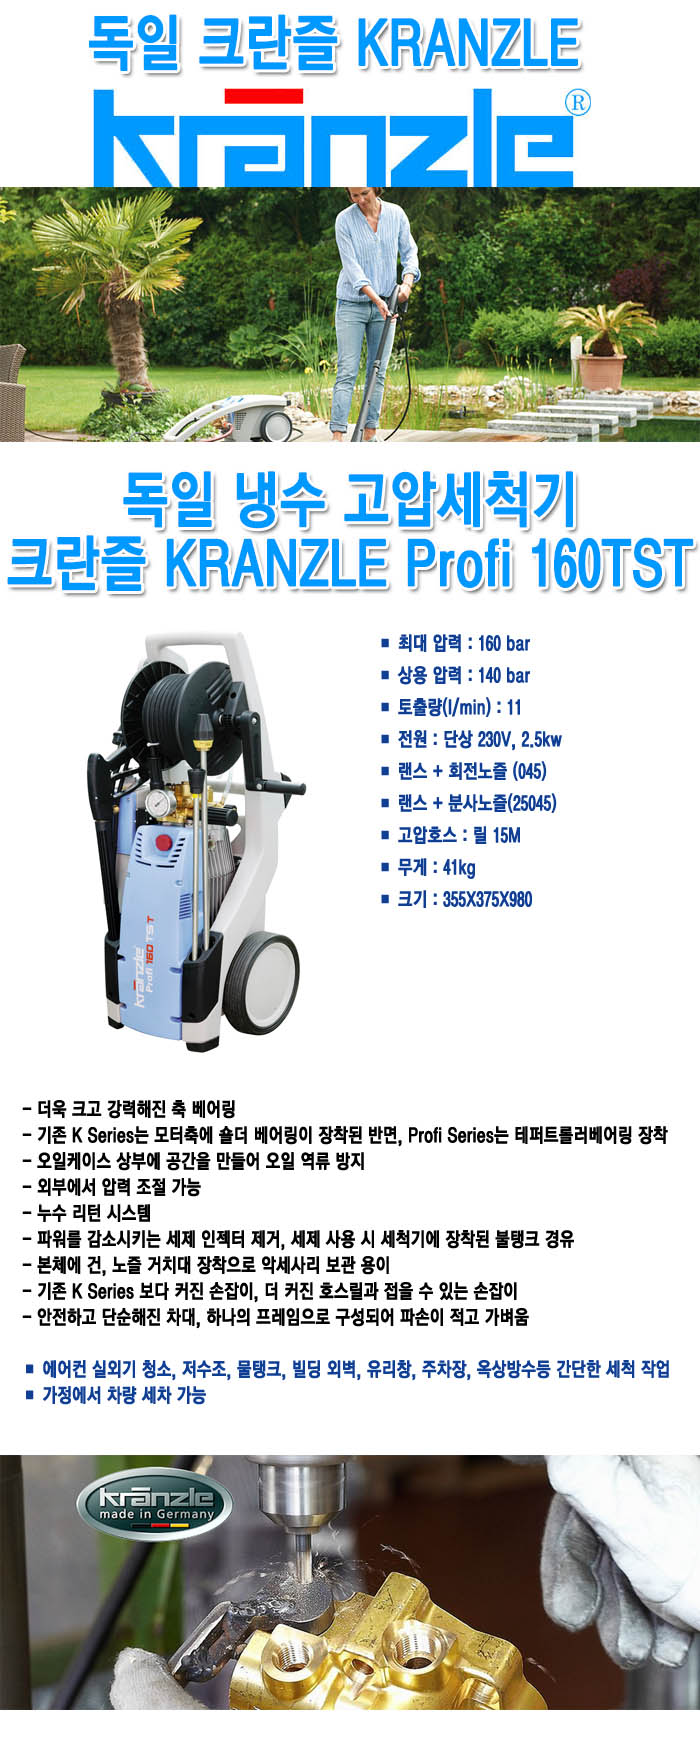 독일 크란즐 KRANZLE
kränzle®
독일 냉수 고압세척기
크란즐 KRANZLE Profi 160TST
▪ 최대 압력 : 160 bar
▪ 상용 압력 : 140 bar
▪ 토출량(l/min) : 11
▪ 전원 : 단상 230V, 2.5kw
▪ 랜스 + 회전노즐 (045)
▪ 랜스 + 분사노즐(25045)
▪ 고압호스 : 릴 15M
▪ 무게 : 41kg
▪ 크기 : 355X375X980
kränzle
Profi 160 TST
- 더욱 크고 강력해진 축 베어링
- 기존 K Series는 모터축에 숄더 베어링이 장착된 반면, Profi Series는 테퍼트롤러베어링 장착
- 오일케이스 상부에 공간을 만들어 오일 역류 방지
- 외부에서 압력 조절 가능
- 누수 리턴 시스템
- 파워를 감소시키는 세제 인젝터 제거, 세제 사용 시 세척기에 장착된 불탱크 경유
- 본체에 건, 노즐 거치대 장착으로 악세사리 보관 용이
- 기존 K Series 보다 커진 손잡이, 더 커진 호스릴과 접을 수 있는 손잡이
- 안전하고 단순해진 차대, 하나의 프레임으로 구성되어 파손이 적고 가벼움
▪ 에어컨 실외기 청소, 저수조, 물탱크, 빌딩 외벽, 유리창, 주차장, 옥상방수등 간단한 세척 작업
▪ 가정에서 차량 세차 가능
kränzle
made in Germany